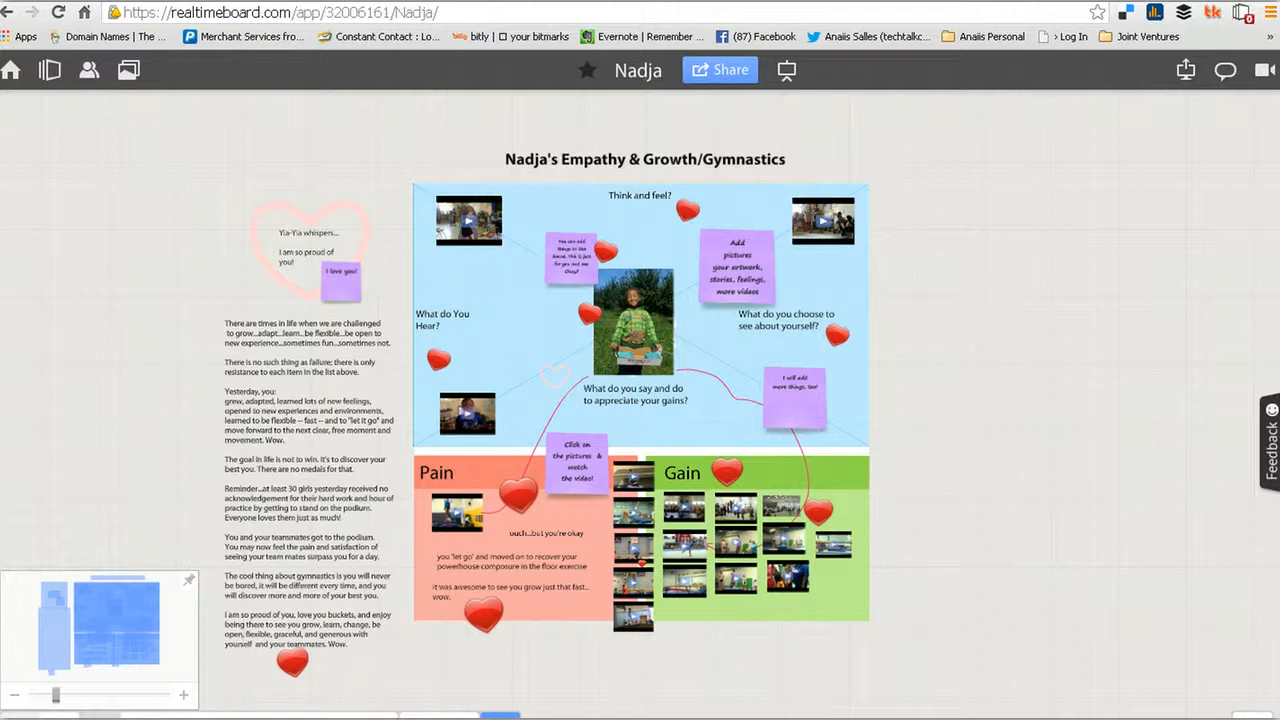 https://realtimeboard.com/app/32006161/Nadja/
Apps
Domain Names | The ...
Merchant Services fro...
Constant Contact : Lo...
bitly | your bitmarks
Evernote | Remember ...
(87) Facebook
Anaiis Salles (techtalkc...
Anaiis Personal
› Log In
Joint Ventures
»
Nadja
Share
Nadja's Empathy & Growth/Gymnastics
Think and feel?
Yia-Yia whispers...
I am so proud of
you!
I love you!
You can add
things to this
board. This is just
for you and me.
Okay?
Add
pictures
your artwork,
stories, feelings,
more videos
What do You
Hear?
What do you choose to
see about yourself?
What do you say and do
to appreciate your gains?
I will add
more things, too!
There are times in life when we are challenged
to grow...adapt...learn...be flexible...be open to
new experience...sometimes fun...sometimes not.
There is no such thing as failure; there is only
resistance to each item in the list above.
Yesterday, you:
grew, adapted, learned lots of new feelings,
opened to new experiences and environments,
learned to be flexible -- fast -- and to "let it go" and
move forward to the next clear, free moment and
movement. Wow.
The goal in life is not to win. It's to discover your
best you. There are no medals for that.
Reminder...at least 30 girls yesterday received no
acknowledgement for their hard work and hour of
practice by getting to stand on the podium.
Everyone loves them just as much!
You and your teammates got to the podium.
You may now feel the pain and satisfaction of
seeing your team mates surpass you for a day.
The cool thing about gymnastics is you will never
be bored, it will be different every time, and you
will discover more and more of your best you.
I am so proud of you, love you buckets, and enjoy
being there to see you grow, learn, change, be
open, flexible, graceful, and generous with
yourself and your teammates. Wow.
Pain
Click on
the pictures &
watch
the video!
Gain
ouch...but you're okay
you "let go' and moved on to recover your
powerhouse composure in the floor exercise
it was awesome to see you grow just that fast...
wow.
Feedback